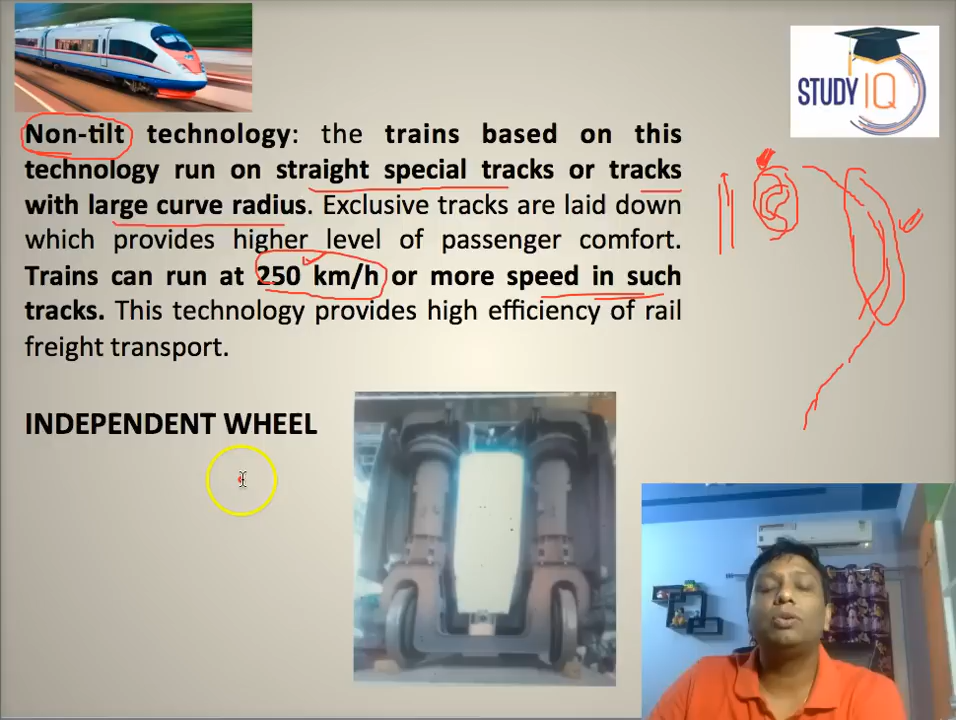 STUDY IQ
Non-tilt technology: the trains based on this
technology run on straight special tracks or tracks
with large curve radius. Exclusive tracks are laid down
which provides higher level of passenger comfort.
Trains can run at 250 km/h or more speed in such
tracks. This technology provides high efficiency of rail
freight transport.
INDEPENDENT WHEEL